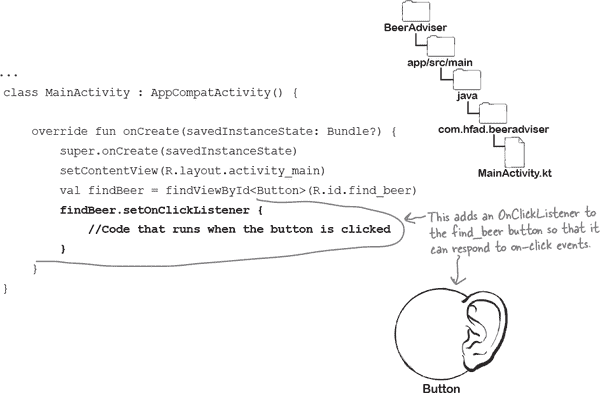 BeerAdviser
app/src/main
java
com.hfad.beeradviser
MainActivity.kt
...
class MainActivity : AppCompatActivity() {
override fun onCreate(savedInstanceState: Bundle?) {
super.onCreate(savedInstanceState)
setContentView(R.layout.activity_main)
val findBeer = findViewById<Button>(R.id.find_beer)
findBeer.setOnClickListener {
//Code that runs when the button is clicked
}
}
}
This adds an OnClickListener to
the find_beer button so that it
can respond to on-click events.
Button